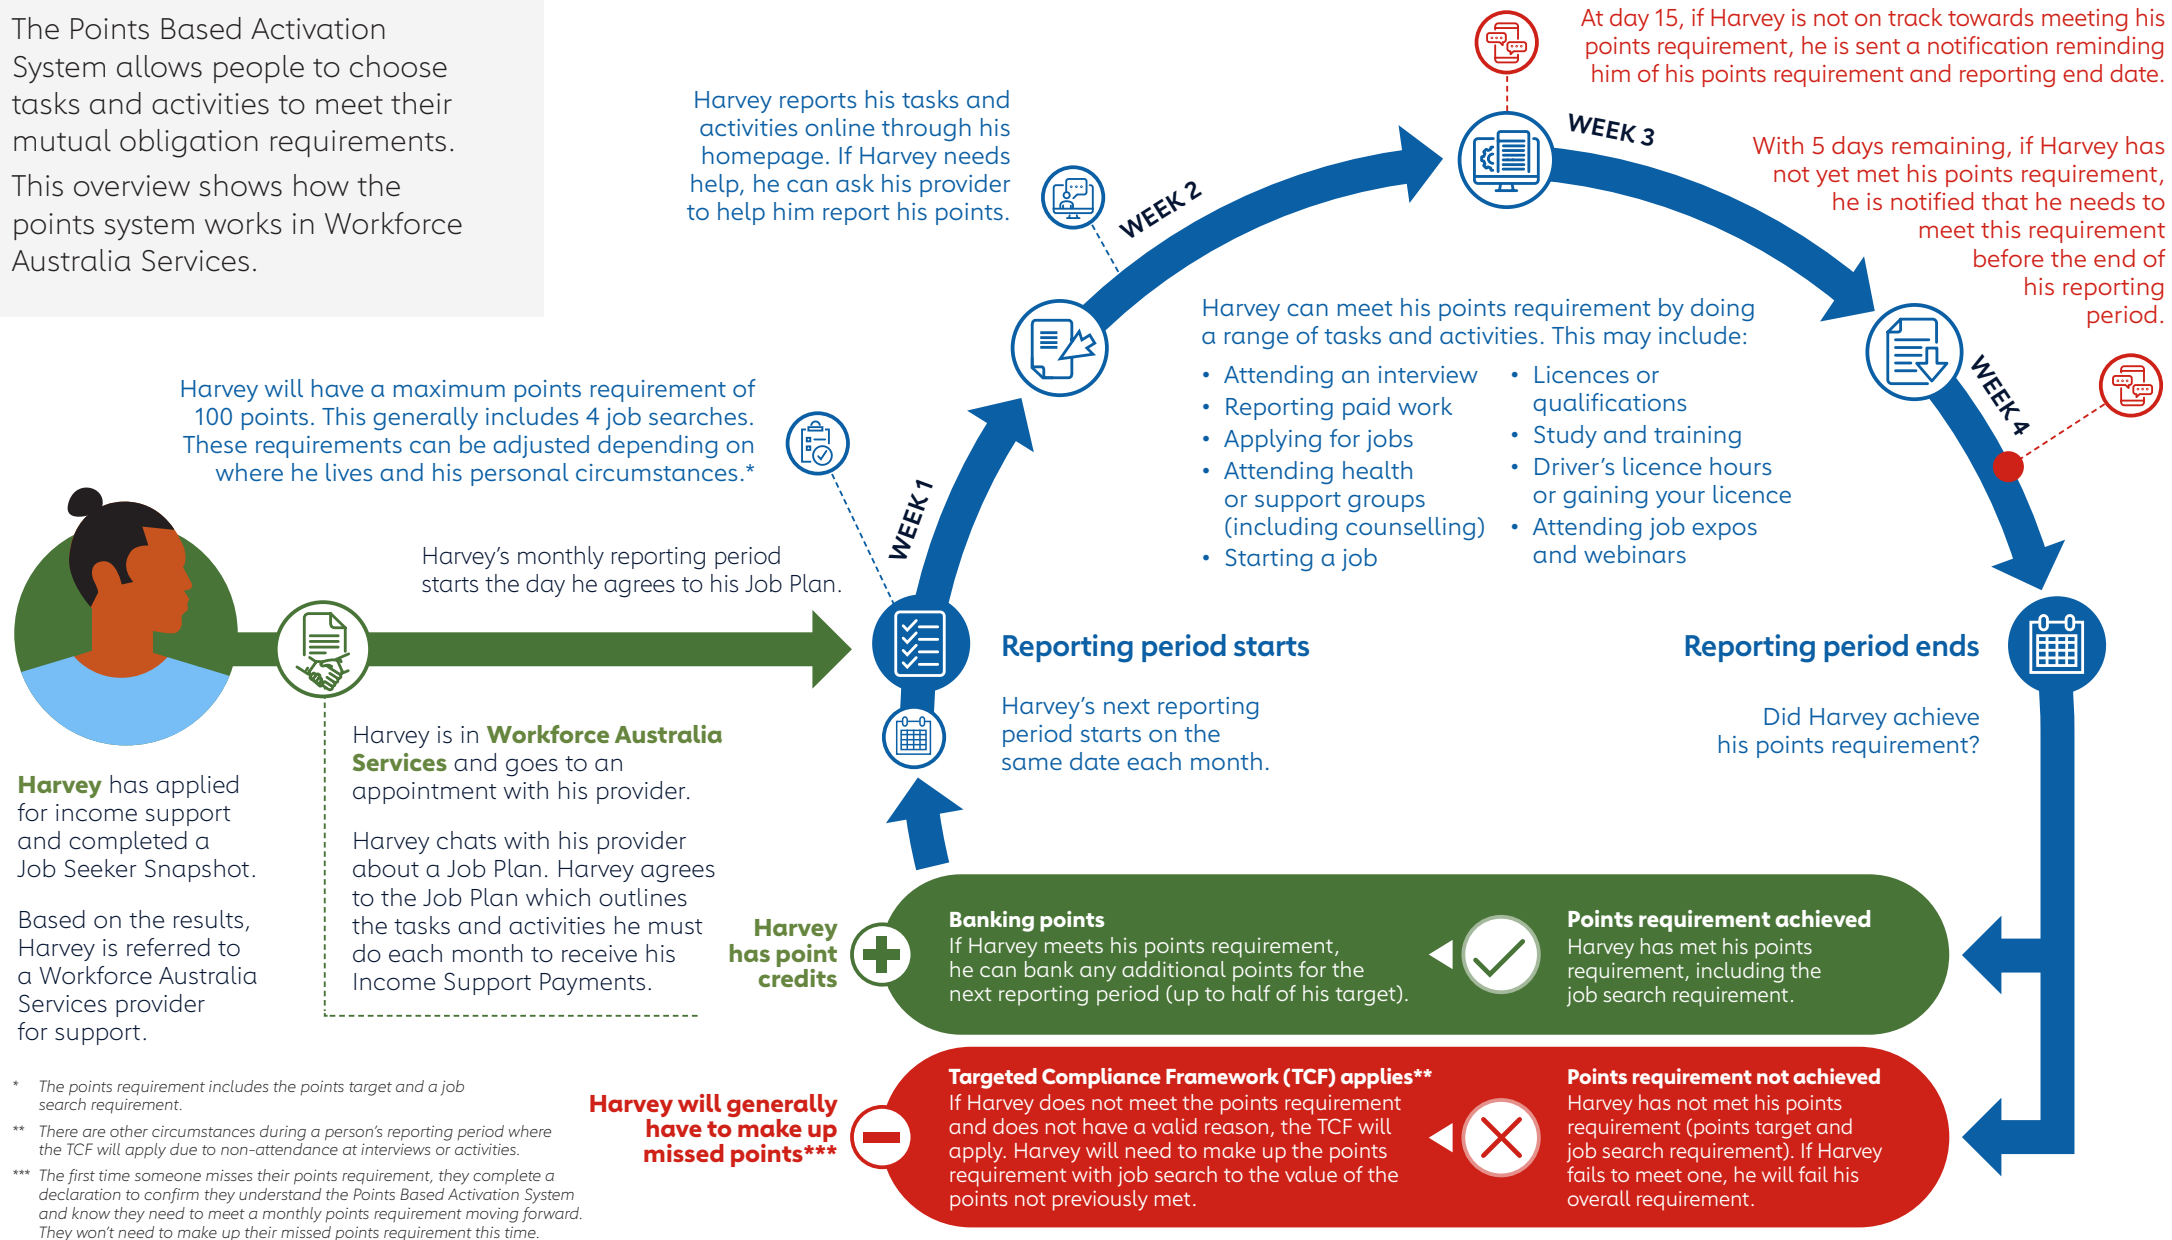 The Points Based Activation
System allows people to choose
tasks and activities to meet their
mutual obligation requirements.
This overview shows how the
points system works in Workforce
Australia Services.
Harvey has applied
for income support
and completed a
Job Seeker Snapshot.
Based on the results,
Harvey is referred to
a Workforce Australia
Services provider
for support.
Harvey's monthly reporting period
starts the day he agrees to his Job Plan.
Harvey is in Workforce Australia
Services and goes to an
appointment with his provider.
Harvey chats with his provider
about a Job Plan. Harvey agrees
to the Job Plan which outlines
the tasks and activities he must
do each month to receive his
Income Support Payments.
Harvey will have a maximum points requirement of
100 points. This generally includes 4 job searches.
These requirements can be adjusted depending on
where he lives and his personal circumstances.*
WEEK 1
Reporting period starts
Harvey's next reporting
period starts on the
same date each month.
Harvey reports his tasks and
activities online through his
homepage. If Harvey needs
help, he can ask his provider
to help him report his points.
WEEK 2
Harvey can meet his points requirement by doing
a range of tasks and activities. This may include:
• Attending an interview
• Reporting paid work
• Applying for jobs
• Attending health
or support groups
(including counselling)
• Starting a job
• Licences or
qualifications
• Study and training
• Driver's licence hours
or gaining your licence
• Attending job expos
and webinars
At day 15, if Harvey is not on track towards meeting his
points requirement, he is sent a notification reminding
him of his points requirement and reporting end date.
WEEK 3
With 5 days remaining, if Harvey has
not yet met his points requirement,
he is notified that he needs to
meet this requirement
before the end of
his reporting
period.
WEEK 4
Reporting period ends
Did Harvey achieve
his points requirement?
Points requirement achieved
Harvey has met his points
requirement, including the
job search requirement.
Banking points
If Harvey meets his points requirement,
he can bank any additional points for the
next reporting period (up to half of his target).
Harvey
has point
credits
Points requirement not achieved
Harvey has not met his points
requirement (points target and
job search requirement). If Harvey
fails to meet one, he will fail his
overall requirement.
Targeted Compliance Framework (TCF) applies**
If Harvey does not meet the points requirement
and does not have a valid reason, the TCF will
apply. Harvey will need to make up the points
requirement with job search to the value of the
points not previously met.
Harvey will generally
have to make up
missed points***
* The points requirement includes the points target and a job
search requirement.
** There are other circumstances during a person's reporting period where
the TCF will apply due to non-attendance at interviews or activities.
*** The first time someone misses their points requirement, they complete a
declaration to confirm they understand the Points Based Activation System
and know they need to meet a monthly points requirement moving forward.
They won't need to make up their missed points requirement this time.